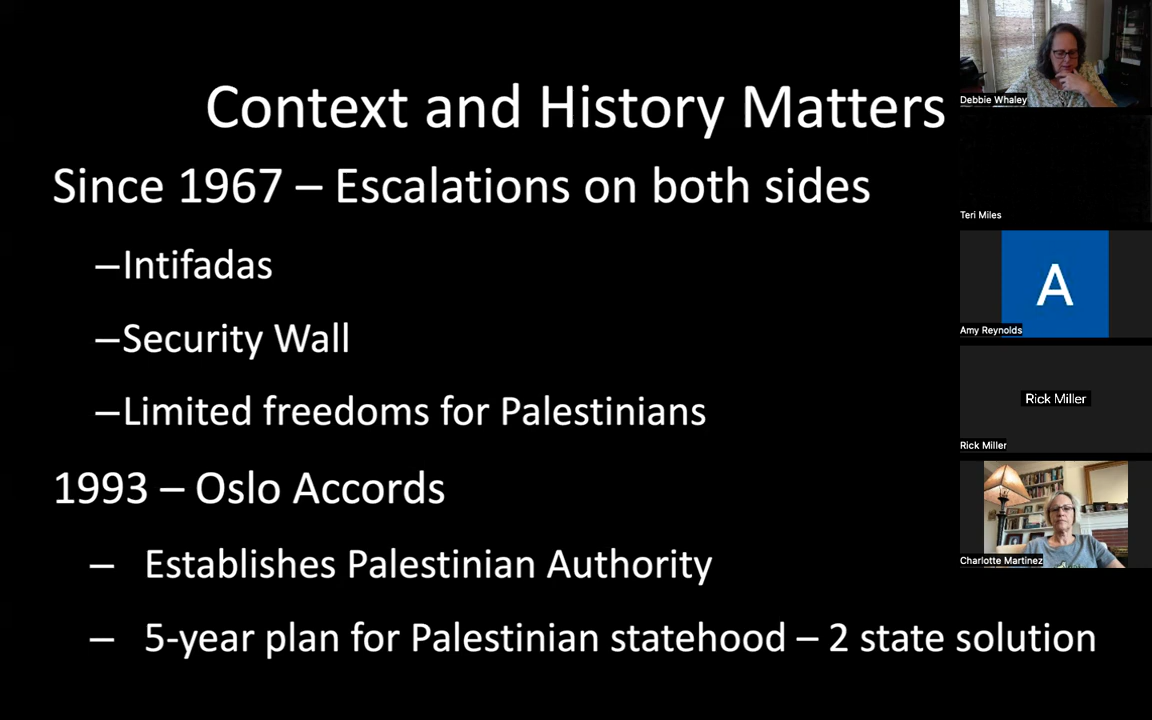 Context and History Matters
Since 1967 – Escalations on both sides
–Intifadas
–Security Wall
–Limited freedoms for Palestinians
1993 – Oslo Accords
– Establishes Palestinian Authority
– 5-year plan for Palestinian statehood – 2 state solution
Debbie Whaley
Teri Miles
A
Amy Reynolds
Rick Miller
Rick Miller
Charlotte Martinez